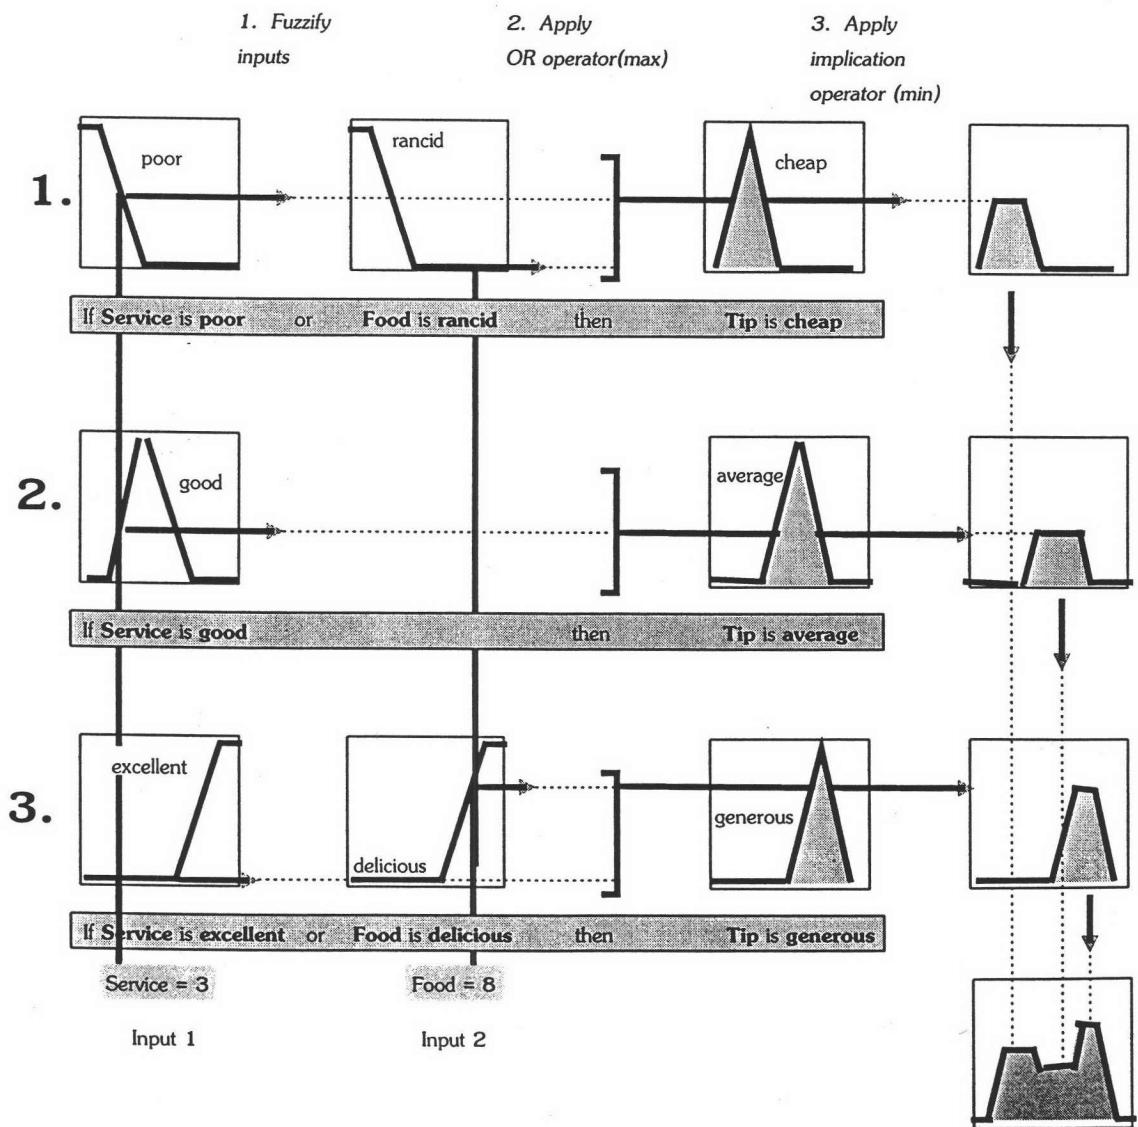 1. Fuzzify
inputs
2. Apply
OR operator(max)
3. Apply
implication
operator (min)
1.
poor
rancid
cheap
If Service is poor or Food is rancid then Tip is cheap
2.
good
average
If Service is good then Tip is average
3.
excellent
delicious
generous
If Service is excellent or Food is delicious then Tip is generous
Service = 3
Food = 8
Input 1
Input 2